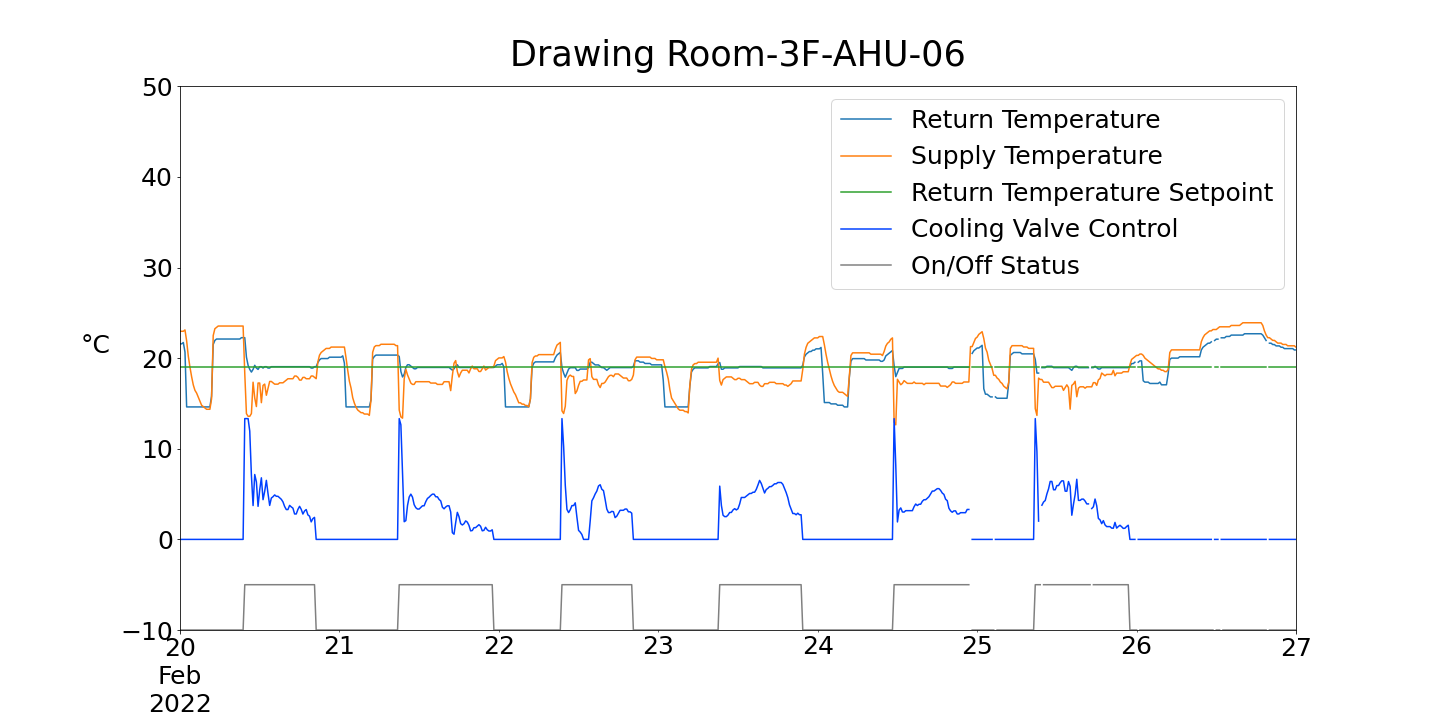 Drawing Room-3F-AHU-06
50
40
30
20
10
0
−10
°C
Return Temperature
Supply Temperature
Return Temperature Setpoint
Cooling Valve Control
On/Off Status
20 21 22 23 24 25 26 27
Feb
2022